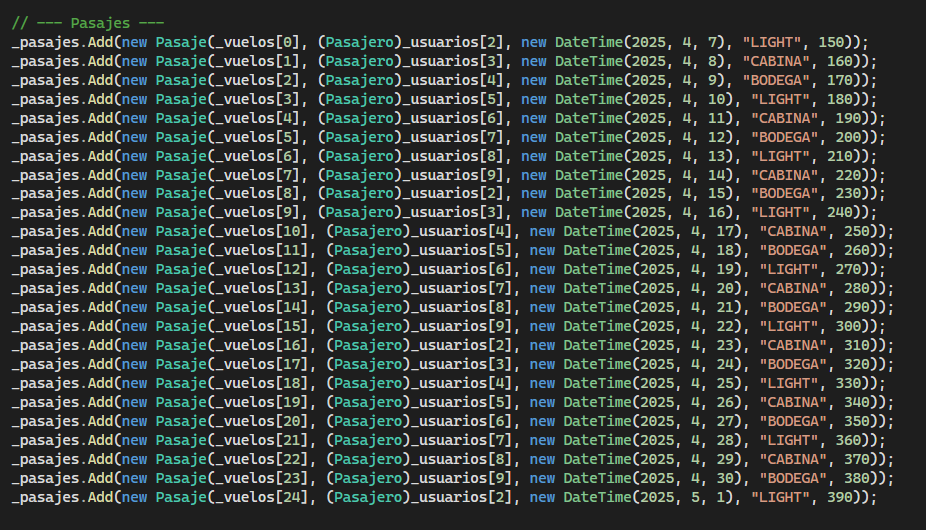 // --- Pasajes ---
_pasajes.Add(new Pasaje(_vuelos[0], (Pasajero)_usuarios[2], new DateTime(2025, 4, 7), "LIGHT", 150));
_pasajes.Add(new Pasaje(_vuelos[1], (Pasajero)_usuarios[3], new DateTime(2025, 4, 8), "CABINA", 160));
_pasajes.Add(new Pasaje(_vuelos[2], (Pasajero)_usuarios[4], new DateTime(2025, 4, 9), "BODEGA", 170));
_pasajes.Add(new Pasaje(_vuelos[3], (Pasajero)_usuarios[5], new DateTime(2025, 4, 10), "LIGHT", 180));
_pasajes.Add(new Pasaje(_vuelos[4], (Pasajero)_usuarios[6], new DateTime(2025, 4, 11), "CABINA", 190));
_pasajes.Add(new Pasaje(_vuelos[5], (Pasajero)_usuarios[7], new DateTime(2025, 4, 12), "BODEGA", 200));
_pasajes.Add(new Pasaje(_vuelos[6], (Pasajero)_usuarios[8], new DateTime(2025, 4, 13), "LIGHT", 210));
_pasajes.Add(new Pasaje(_vuelos[7], (Pasajero)_usuarios[9], new DateTime(2025, 4, 14), "CABINA", 220));
_pasajes.Add(new Pasaje(_vuelos[8], (Pasajero)_usuarios[2], new DateTime(2025, 4, 15), "BODEGA", 230));
_pasajes.Add(new Pasaje(_vuelos[9], (Pasajero)_usuarios[3], new DateTime(2025, 4, 16), "LIGHT", 240));
_pasajes.Add(new Pasaje(_vuelos[10], (Pasajero)_usuarios[4], new DateTime(2025, 4, 17), "CABINA", 250));
_pasajes.Add(new Pasaje(_vuelos[11], (Pasajero)_usuarios[5], new DateTime(2025, 4, 18), "BODEGA", 260));
_pasajes.Add(new Pasaje(_vuelos[12], (Pasajero)_usuarios[6], new DateTime(2025, 4, 19), "LIGHT", 270));
_pasajes.Add(new Pasaje(_vuelos[13], (Pasajero)_usuarios[7], new DateTime(2025, 4, 20), "CABINA", 280));
_pasajes.Add(new Pasaje(_vuelos[14], (Pasajero)_usuarios[8], new DateTime(2025, 4, 21), "BODEGA", 290));
_pasajes.Add(new Pasaje(_vuelos[15], (Pasajero)_usuarios[9], new DateTime(2025, 4, 22), "LIGHT", 300));
_pasajes.Add(new Pasaje(_vuelos[16], (Pasajero)_usuarios[2], new DateTime(2025, 4, 23), "CABINA", 310));
_pasajes.Add(new Pasaje(_vuelos[17], (Pasajero)_usuarios[3], new DateTime(2025, 4, 24), "BODEGA", 320));
_pasajes.Add(new Pasaje(_vuelos[18], (Pasajero)_usuarios[4], new DateTime(2025, 4, 25), "LIGHT", 330));
_pasajes.Add(new Pasaje(_vuelos[19], (Pasajero)_usuarios[5], new DateTime(2025, 4, 26), "CABINA", 340));
_pasajes.Add(new Pasaje(_vuelos[20], (Pasajero)_usuarios[6], new DateTime(2025, 4, 27), "BODEGA", 350));
_pasajes.Add(new Pasaje(_vuelos[21], (Pasajero)_usuarios[7], new DateTime(2025, 4, 28), "LIGHT", 360));
_pasajes.Add(new Pasaje(_vuelos[22], (Pasajero)_usuarios[8], new DateTime(2025, 4, 29), "CABINA", 370));
_pasajes.Add(new Pasaje(_vuelos[23], (Pasajero)_usuarios[9], new DateTime(2025, 4, 30), "BODEGA", 380));
_pasajes.Add(new Pasaje(_vuelos[24], (Pasajero)_usuarios[2], new DateTime(2025, 5, 1), "LIGHT", 390));